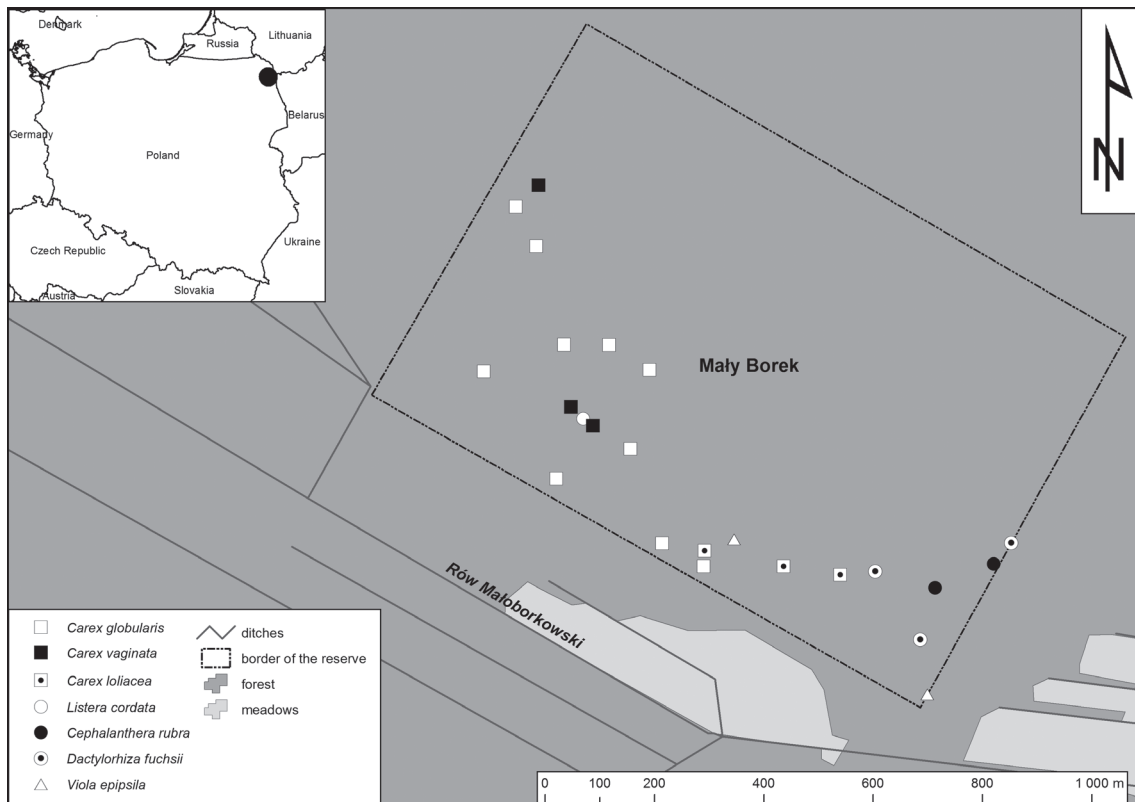 Denmark
Russia
Lithuania
Belarus
Germany
Poland
Ukraine
Czech Republic
Slovakia
Austria
N
Mały Borek
Rów Małoborkowski
Carex globularis
Carex vaginata
Carex loliacea
Listera cordata
Cephalanthera rubra
Dactylorhiza fuchsii
Viola epipsila
ditches
border of the reserve
forest
meadows
0 100 200 400 600 800 1 000 m